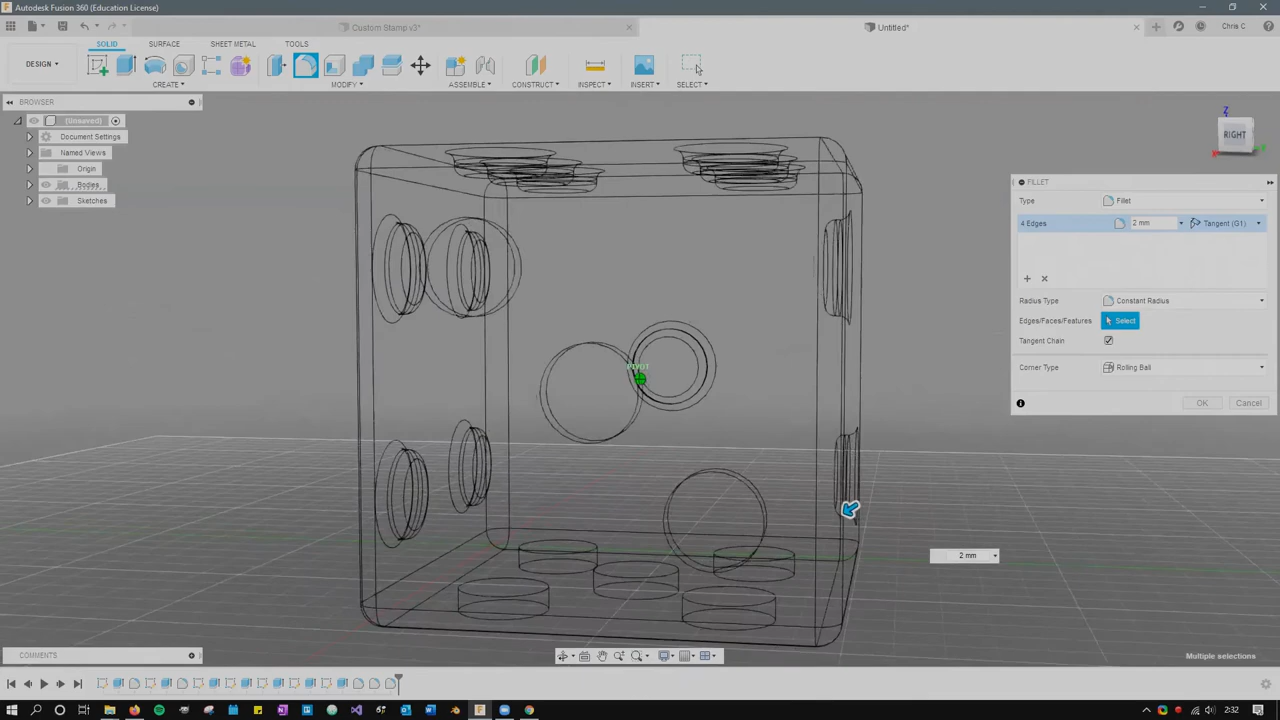 Autodesk Fusion 360 (Education License)
Custom Stamp v3*
Untitled*
Chris C
SOLID
SURFACE
SHEET METAL
TOOLS
DESIGN
CREATE
MODIFY
ASSEMBLE
CONSTRUCT
INSPECT
INSERT
SELECT
BROWSER
(Unsaved)
Document Settings
Named Views
Origin
Bodies
Sketches
Z
RIGHT
X
Y
FILLET
Type
Fillet
4 Edges
2 mm
Tangent (G1)
Radius Type
Constant Radius
Edges/Faces/Features
Select
Tangent Chain
Corner Type
Rolling Ball
OK
Cancel
PIVOT
2 mm
COMMENTS
Multiple selections
2:32